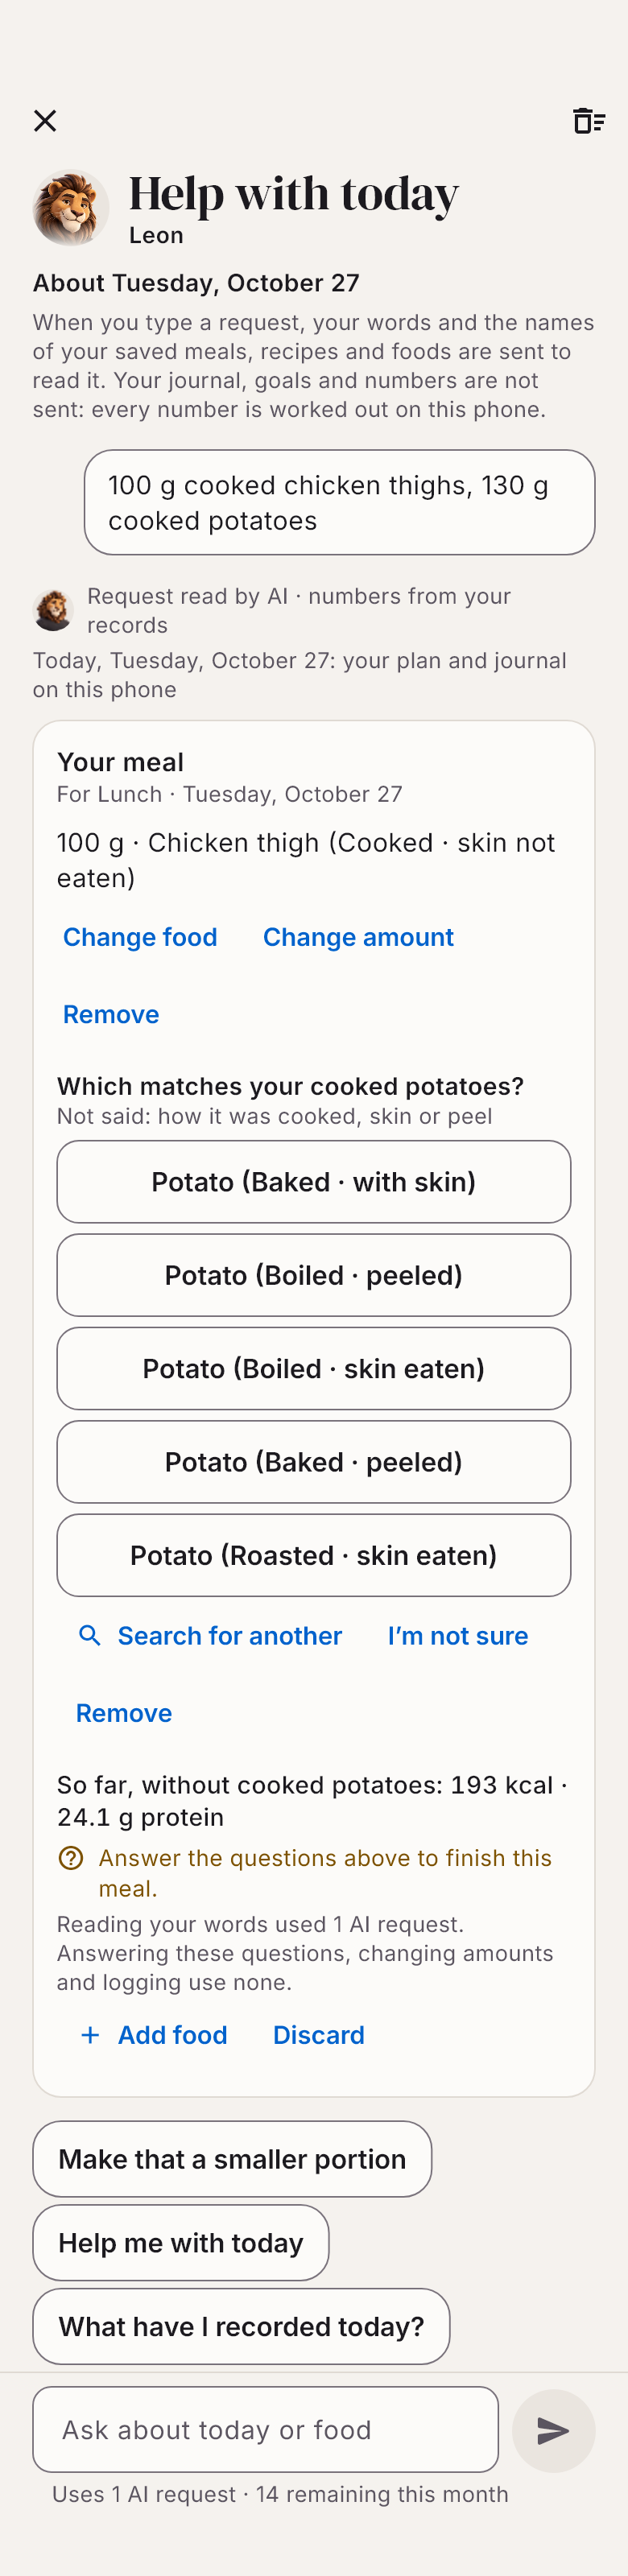 Help with today
Leon
About Tuesday, October 27
When you type a request, your words and the names
of your saved meals, recipes and foods are sent to
read it. Your journal, goals and numbers are not
sent: every number is worked out on this phone.
100 g cooked chicken thighs, 130 g
cooked potatoes
Request read by AI · numbers from your
records
Today, Tuesday, October 27: your plan and journal
on this phone
Your meal
For Lunch · Tuesday, October 27
100 g · Chicken thigh (Cooked · skin not
eaten)
Change food Change amount
Remove
Which matches your cooked potatoes?
Not said: how it was cooked, skin or peel
Potato (Baked · with skin)
Potato (Boiled · peeled)
Potato (Boiled · skin eaten)
Potato (Baked · peeled)
Potato (Roasted · skin eaten)
Search for another I’m not sure
Remove
So far, without cooked potatoes: 193 kcal ·
24.1 g protein
Answer the questions above to finish this
meal.
Reading your words used 1 AI request.
Answering these questions, changing amounts
and logging use none.
+ Add food Discard
Make that a smaller portion
Help me with today
What have I recorded today?
Ask about today or food
Uses 1 AI request · 14 remaining this month